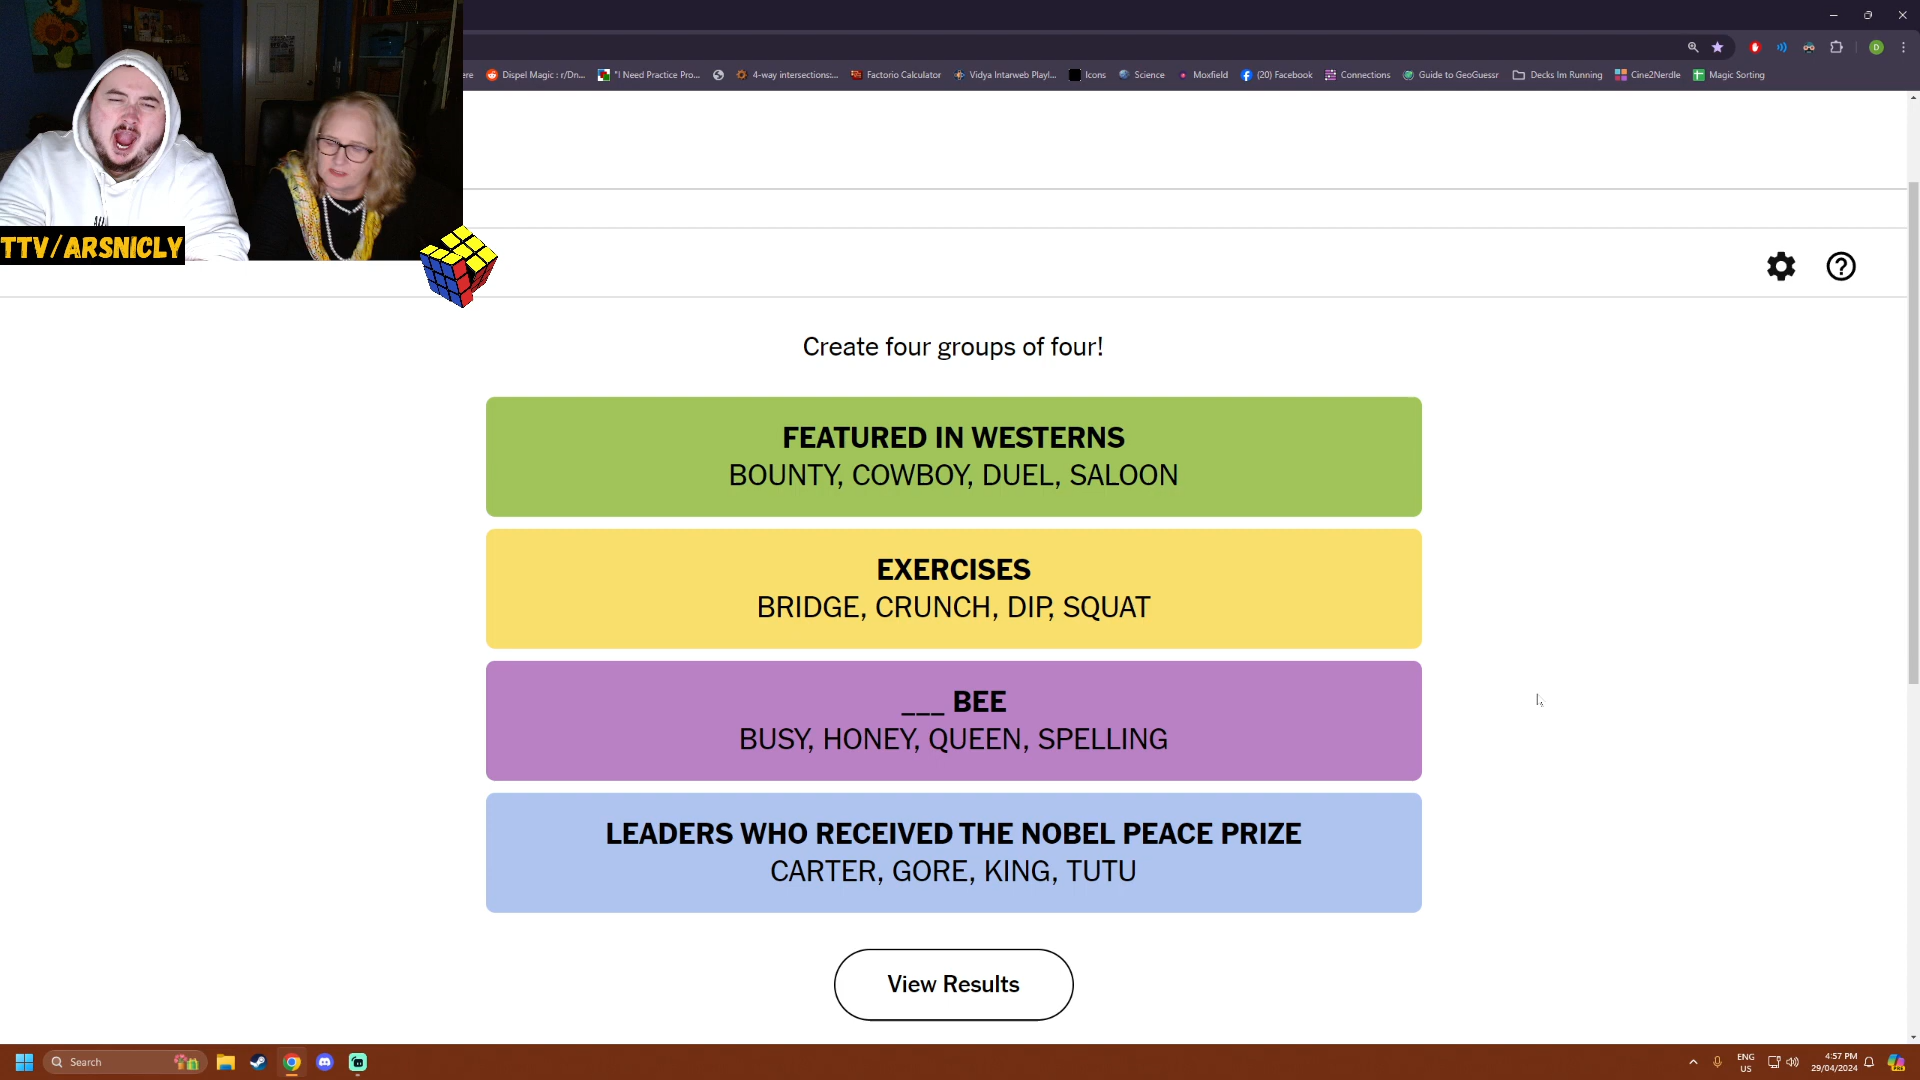 ere
Dispel Magic : r/Dn...
"I Need Practice Pro...
4-way intersections:...
Factorio Calculator
Vidya Intarweb Playl...
Icons
Science
Moxfield
(20) Facebook
Connections
Guide to GeoGuessr
Decks Im Running
Cine2Nerdle
Magic Sorting
D
TTV/ARSNICLY
Create four groups of four!
FEATURED IN WESTERNS
BOUNTY, COWBOY, DUEL, SALOON
EXERCISES
BRIDGE, CRUNCH, DIP, SQUAT
___ BEE
BUSY, HONEY, QUEEN, SPELLING
LEADERS WHO RECEIVED THE NOBEL PEACE PRIZE
CARTER, GORE, KING, TUTU
View Results
Search
ENG
US
4:57 PM
29/04/2024